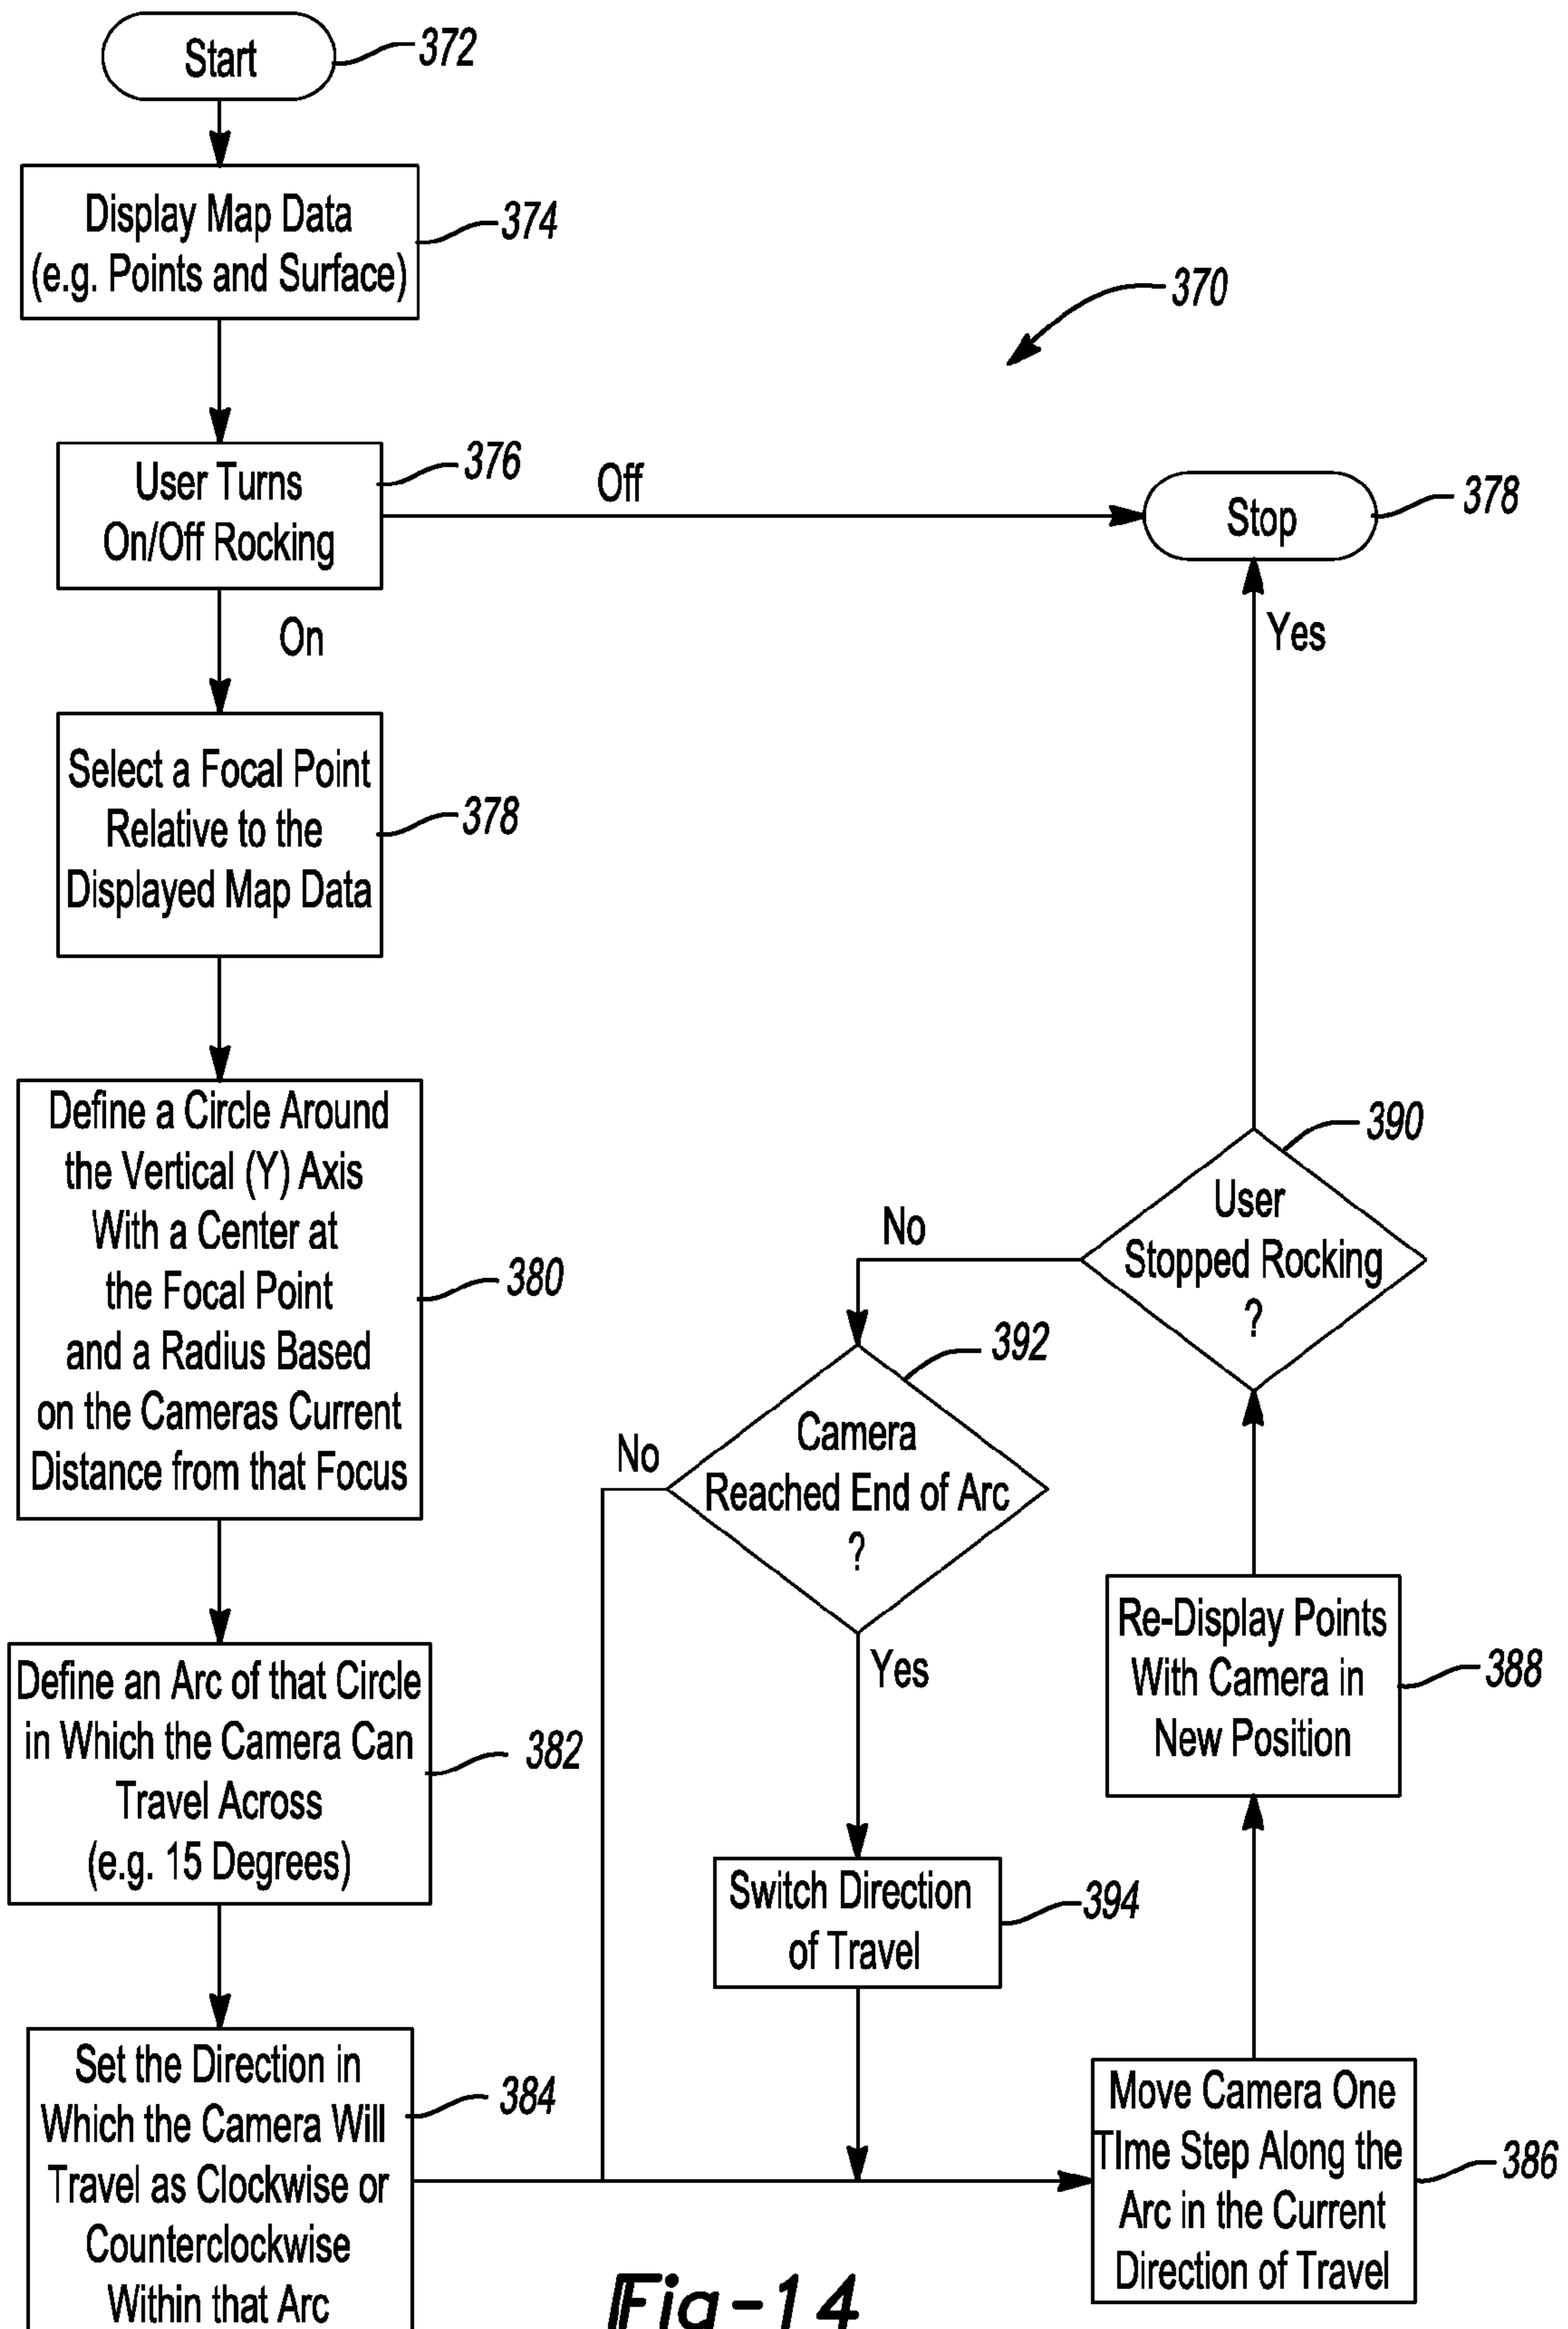 Start
372
Display Map Data
(e.g. Points and Surface)
374
370
User Turns
On/Off Rocking
376
Off
Stop
378
On
Yes
Select a Focal Point
Relative to the
Displayed Map Data
378
Define a Circle Around
the Vertical (Y) Axis
With a Center at
the Focal Point
and a Radius Based
on the Cameras Current
Distance from that Focus
380
User
Stopped Rocking
?
390
No
Camera
Reached End of Arc
?
392
No
Yes
Define an Arc of that Circle
in Which the Camera Can
Travel Across
(e.g. 15 Degrees)
382
Re-Display Points
With Camera in
New Position
388
Switch Direction
of Travel
394
Set the Direction in
Which the Camera Will
Travel as Clockwise or
Counterclockwise
Within that Arc
384
Move Camera One
TIme Step Along the
Arc in the Current
Direction of Travel
386
Fig-14